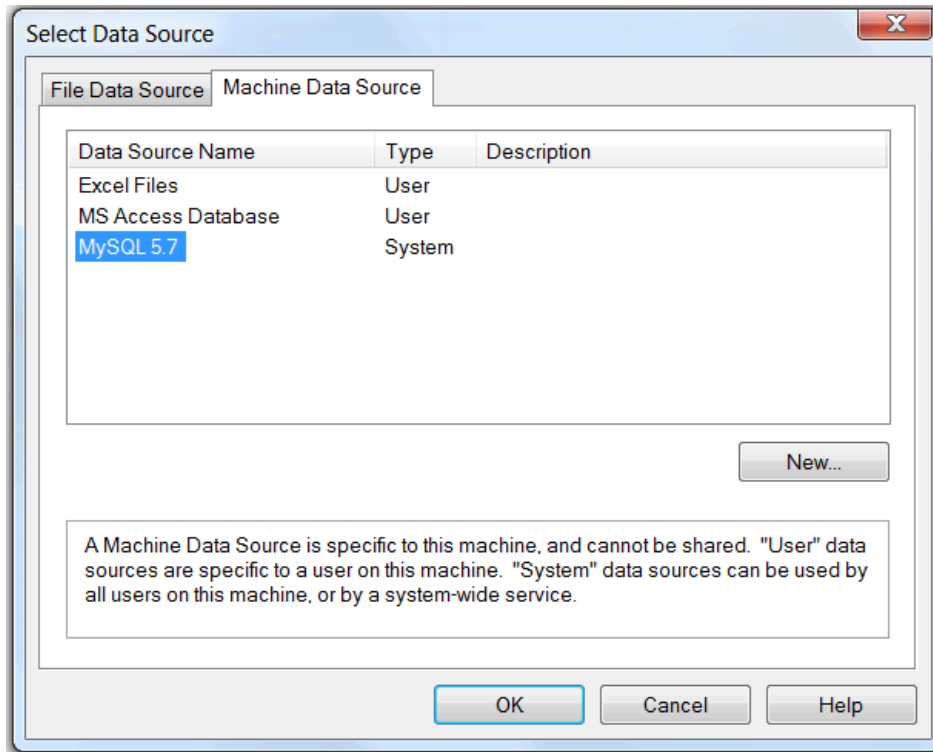 Select Data Source
File Data Source Machine Data Source
Data Source Name Type Description
Excel Files User
MS Access Database User
MySQL 5.7 System
New...
A Machine Data Source is specific to this machine, and cannot be shared. "User" data
sources are specific to a user on this machine. "System" data sources can be used by
all users on this machine, or by a system-wide service.
OK Cancel Help